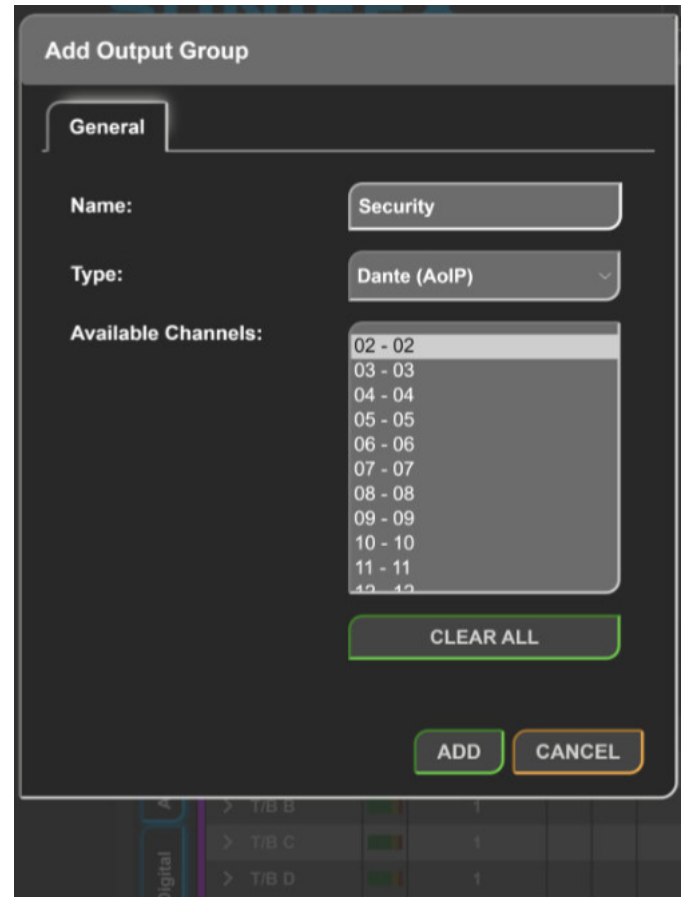 Add Output Group
General
Name: Security
Type: Dante (AoIP)
Available Channels:
02 - 02
03 - 03
04 - 04
05 - 05
06 - 06
07 - 07
08 - 08
09 - 09
10 - 10
11 - 11
12 - 12
CLEAR ALL
ADD CANCEL
> T/B B 1
> T/B C 1
> T/B D 1
Digital